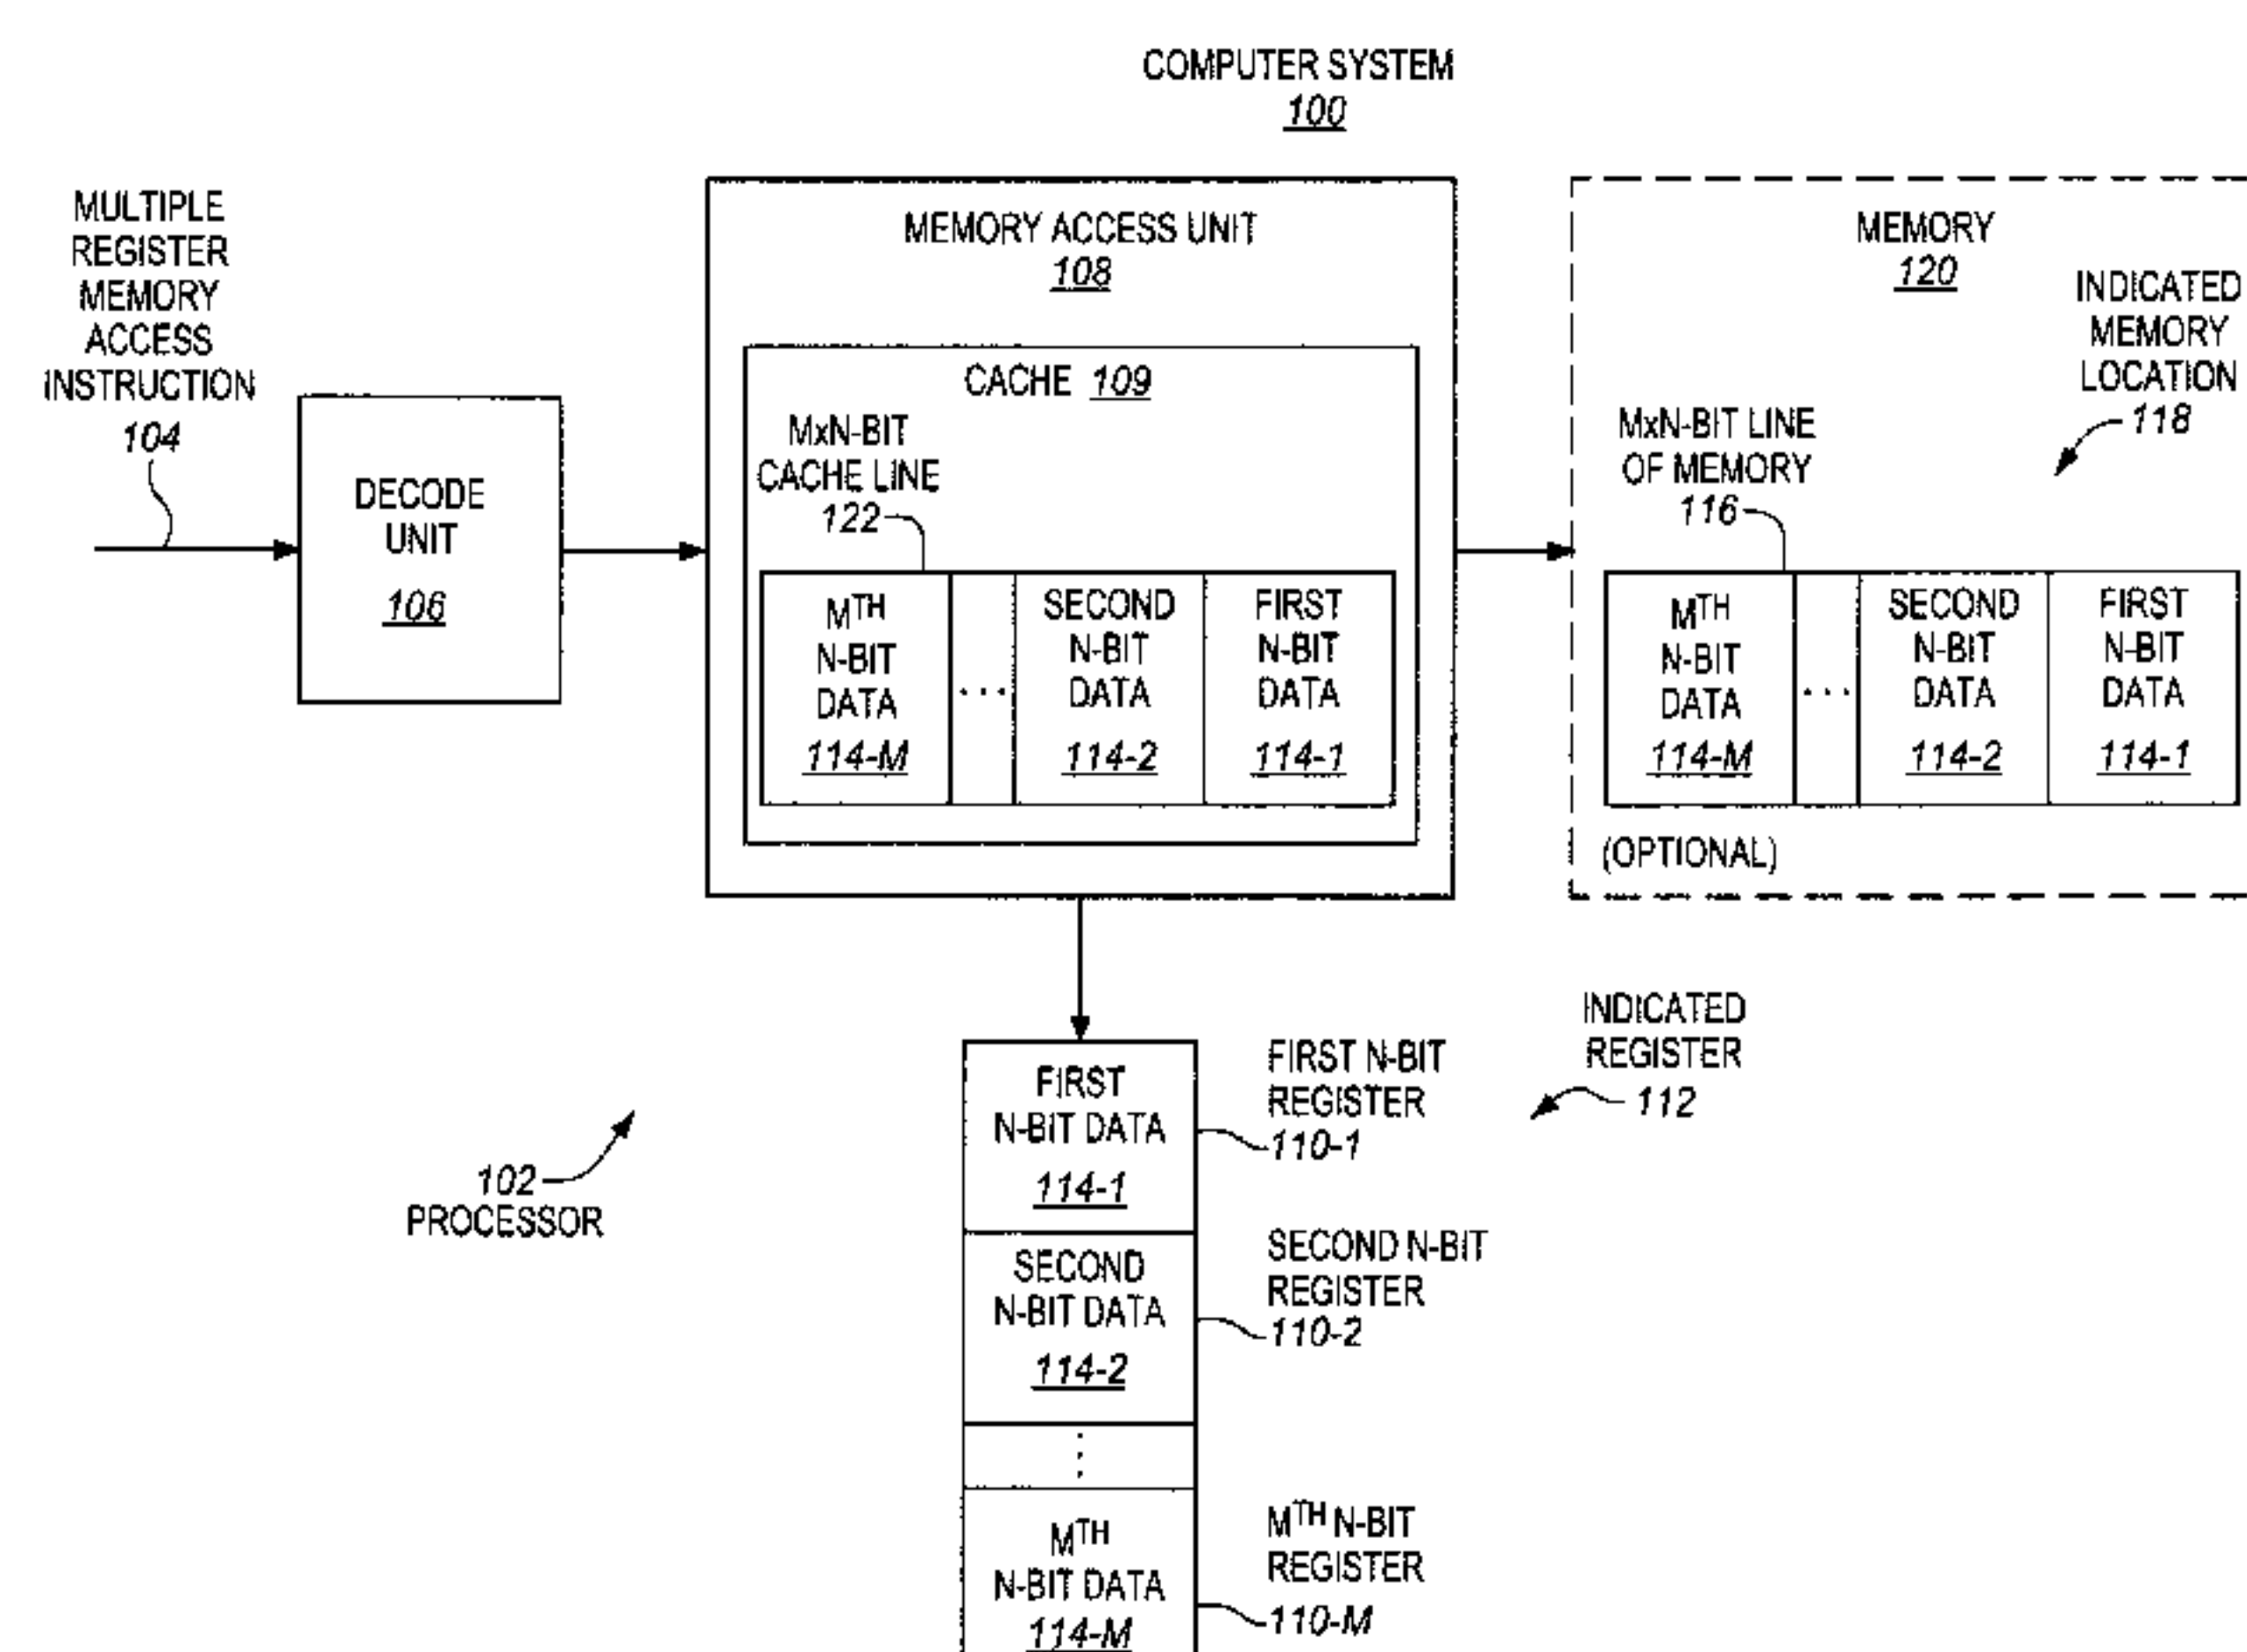 COMPUTER SYSTEM
100
MULTIPLE
REGISTER
MEMORY
ACCESS
INSTRUCTION
104
DECODE
UNIT
106
MEMORY ACCESS UNIT
108
CACHE 109
MxN-BIT
CACHE LINE
122
MTH
N-BIT
DATA
114-M
...
SECOND
N-BIT
DATA
114-2
FIRST
N-BIT
DATA
114-1
MEMORY
120
INDICATED
MEMORY
LOCATION
118
MxN-BIT LINE
OF MEMORY
116
MTH
N-BIT
DATA
114-M
...
SECOND
N-BIT
DATA
114-2
FIRST
N-BIT
DATA
114-1
(OPTIONAL)
102
PROCESSOR
INDICATED
REGISTER
112
FIRST
N-BIT DATA
114-1
FIRST N-BIT
REGISTER
110-1
SECOND
N-BIT DATA
114-2
SECOND N-BIT
REGISTER
110-2
...
MTH
N-BIT DATA
114-M
MTH N-BIT
REGISTER
110-M